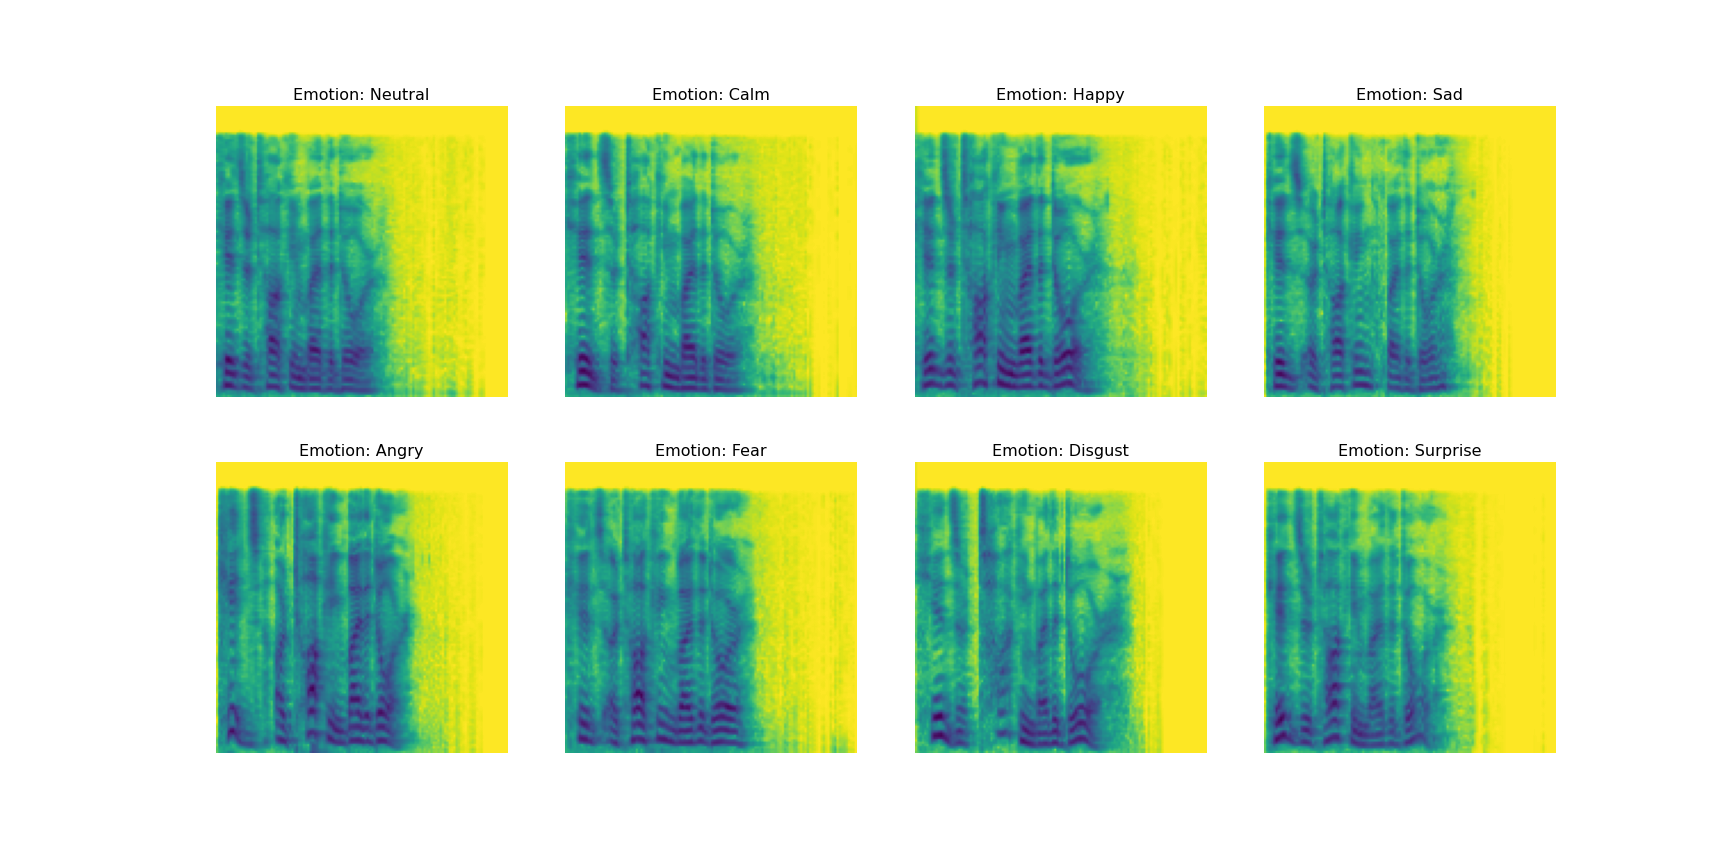 Emotion: Neutral
Emotion: Calm
Emotion: Happy
Emotion: Sad
Emotion: Angry
Emotion: Fear
Emotion: Disgust
Emotion: Surprise